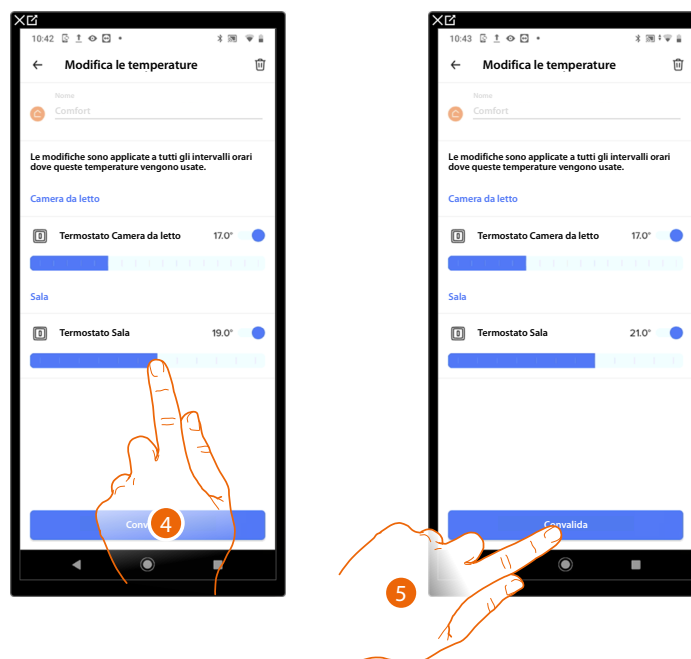 10:42
Modifica le temperature
Nome
Comfort
Le modifiche sono applicate a tutti gli intervalli orari
dove queste temperature vengono usate.
Camera da letto
Termostato Camera da letto 17.0°
Sala
Termostato Sala 19.0°
Conv
4
10:43
Modifica le temperature
Nome
Comfort
Le modifiche sono applicate a tutti gli intervalli orari
dove queste temperature vengono usate.
Camera da letto
Termostato Camera da letto 17.0°
Sala
Termostato Sala 21.0°
Convalida
5